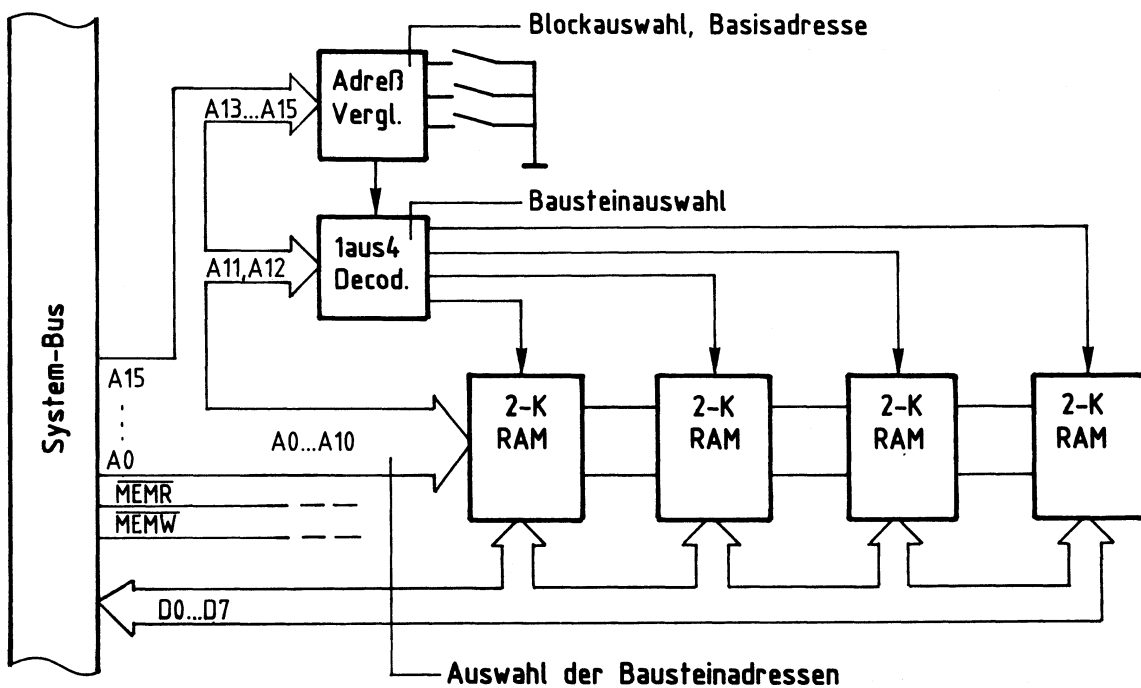 Blockauswahl, Basisadresse
Adreß
Vergl.
A13...A15
Bausteinauswahl
1aus4
Decod.
A11,A12
System-Bus
A15
A0
A0...A10
MEMR
MEMW
2-K
RAM
2-K
RAM
2-K
RAM
2-K
RAM
D0...D7
Auswahl der Bausteinadressen